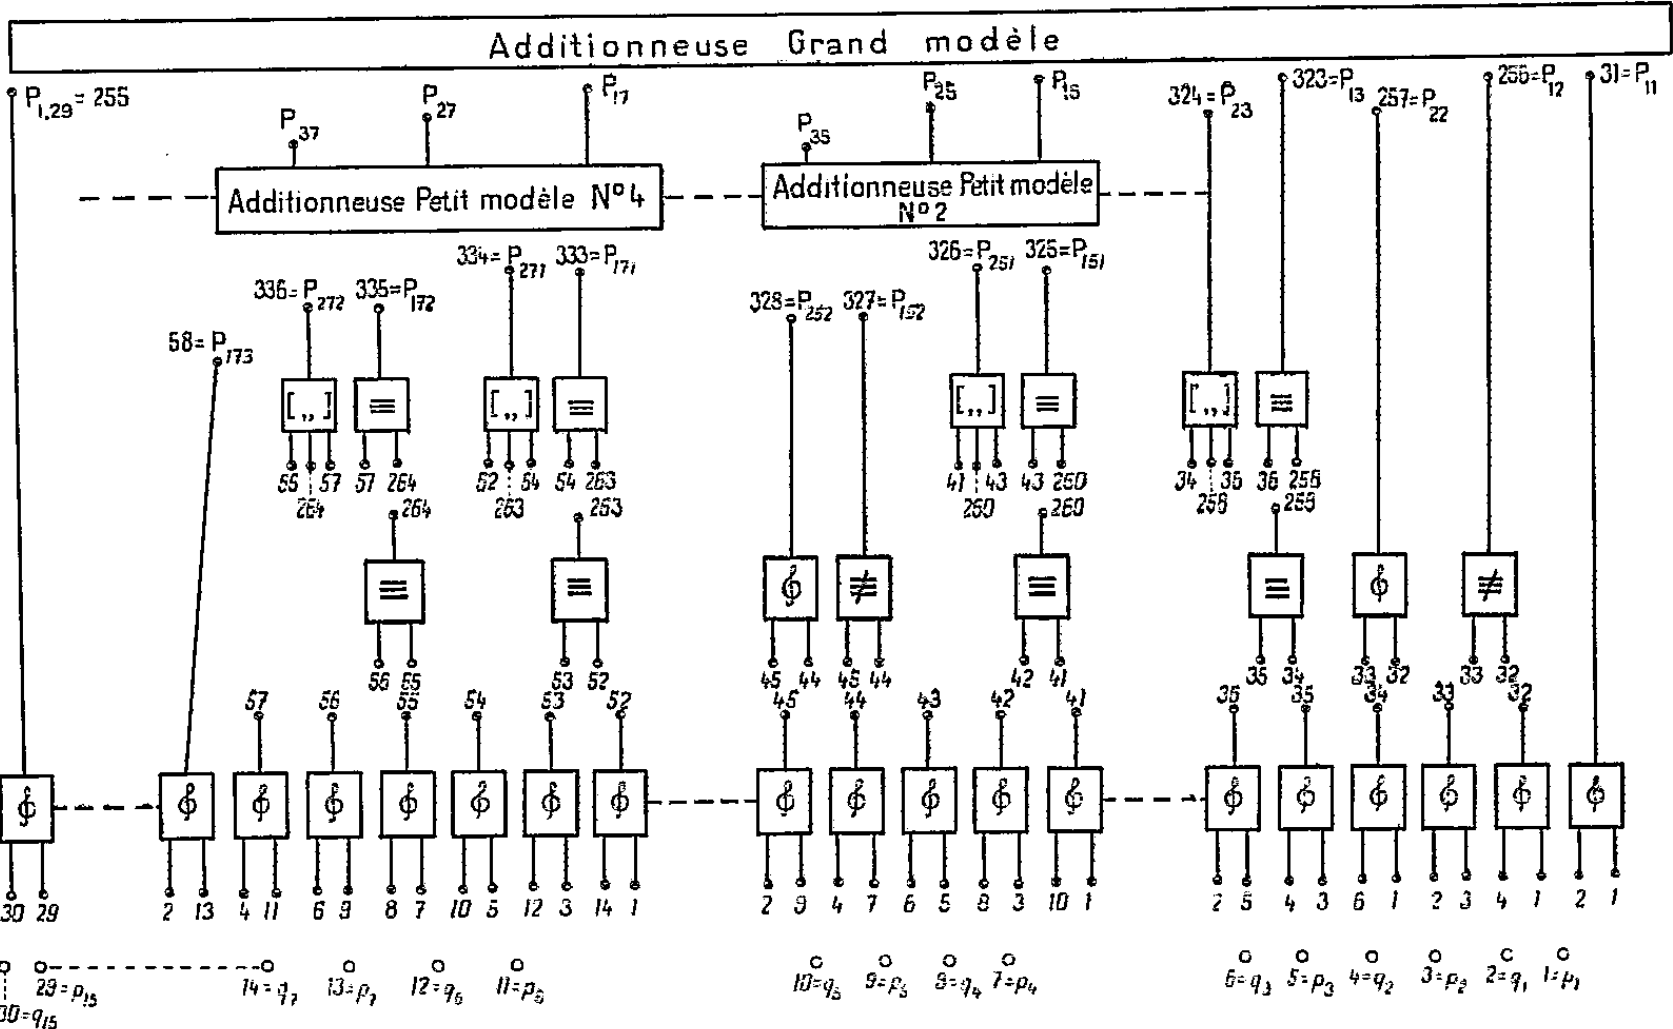 Additionneuse Grand modèle
P1,29 = 255 P37 P27 P17 P35 P25 P15 324=P23 323=P13 257=P22 256=P12 31=P11
Additionneuse Petit modèle N°4
Additionneuse Petit modèle
N°2
336=P272 335=P172 334=P271 333=P171 328=P252 327=P152 326=P251 325=P151
58=P173
[,,] ≡ [,,] ≡ [,,] ≡ [,,] ≡
56 57 57 264 52 54 54 263 41 43 43 260 34 36 36 258
264 264 263 263 260 260 258 258
≡ ≡ & ≢ ≡ ≡ & ≢
56 55 53 52 45 44 45 44 42 41 35 34 33 32 33 32
57 56 55 54 53 52 45 44 43 42 41 36 35 34 33 32
& & & & & & & & & & & & & & & & & & &
30 29 2 13 4 11 6 9 8 7 10 5 12 3 14 1 2 9 4 7 6 5 8 3 10 1 2 5 4 3 6 1 2 3 4 1 2 1
29=p15 14=q7 13=p7 12=q6 11=p6 10=q5 9=p5 8=q4 7=p4 6=q3 5=p3 4=q2 3=p2 2=q1 1=p1
30=q15